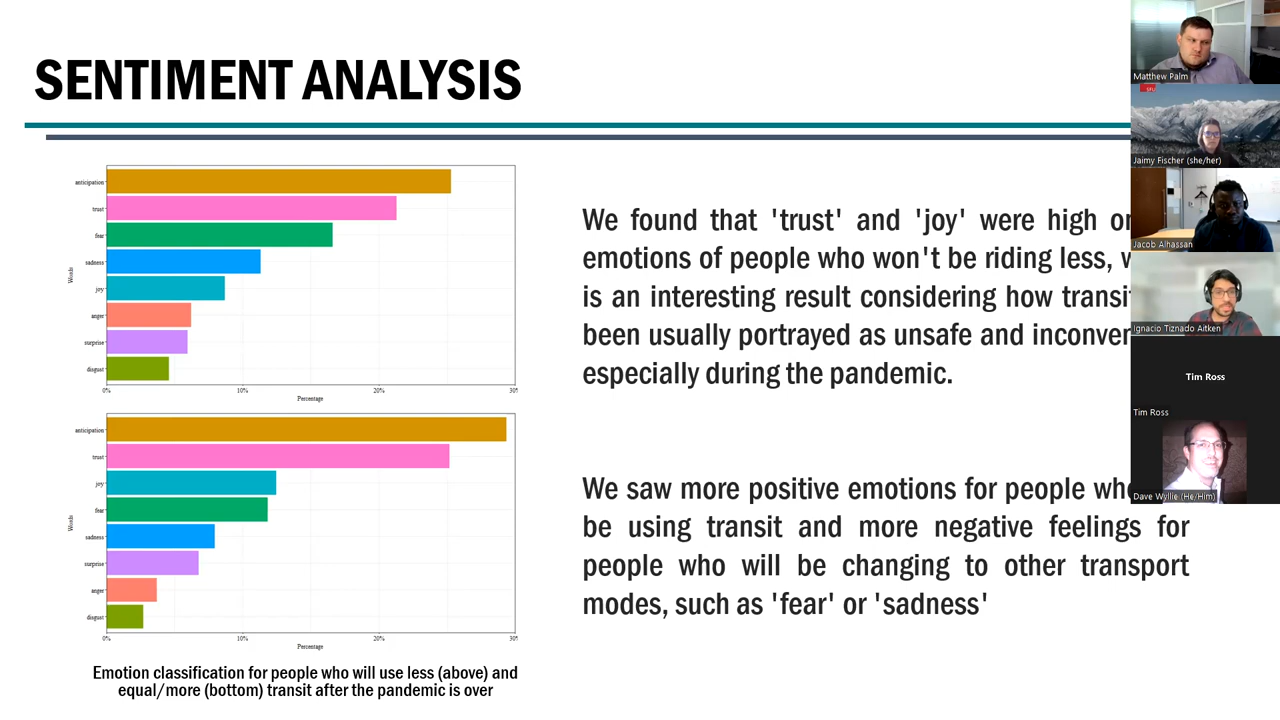 SENTIMENT ANALYSIS
Words
anticipation
trust
fear
sadness
joy
anger
surprise
disgust
0%
10%
20%
30%
Percentage
Words
anticipation
trust
joy
fear
sadness
surprise
anger
disgust
0%
10%
20%
30%
Percentage
Emotion classification for people who will use less (above) and
equal/more (bottom) transit after the pandemic is over
We found that 'trust' and 'joy' were high on
emotions of people who won't be riding less,
is an interesting result considering how
been usually portrayed as unsafe and
especially during the pandemic.
We saw more positive emotions for people
be using transit and more negative feelings for
people who will be changing to other transport
modes, such as 'fear' or 'sadness'
Matthew Palm
SFU
Jaimy Fischer (she/her)
Jacob Alhassan
Ignacio Tiznado Aitken
Tim Ross
Tim Ross
Dave Wyllie (He/Him)